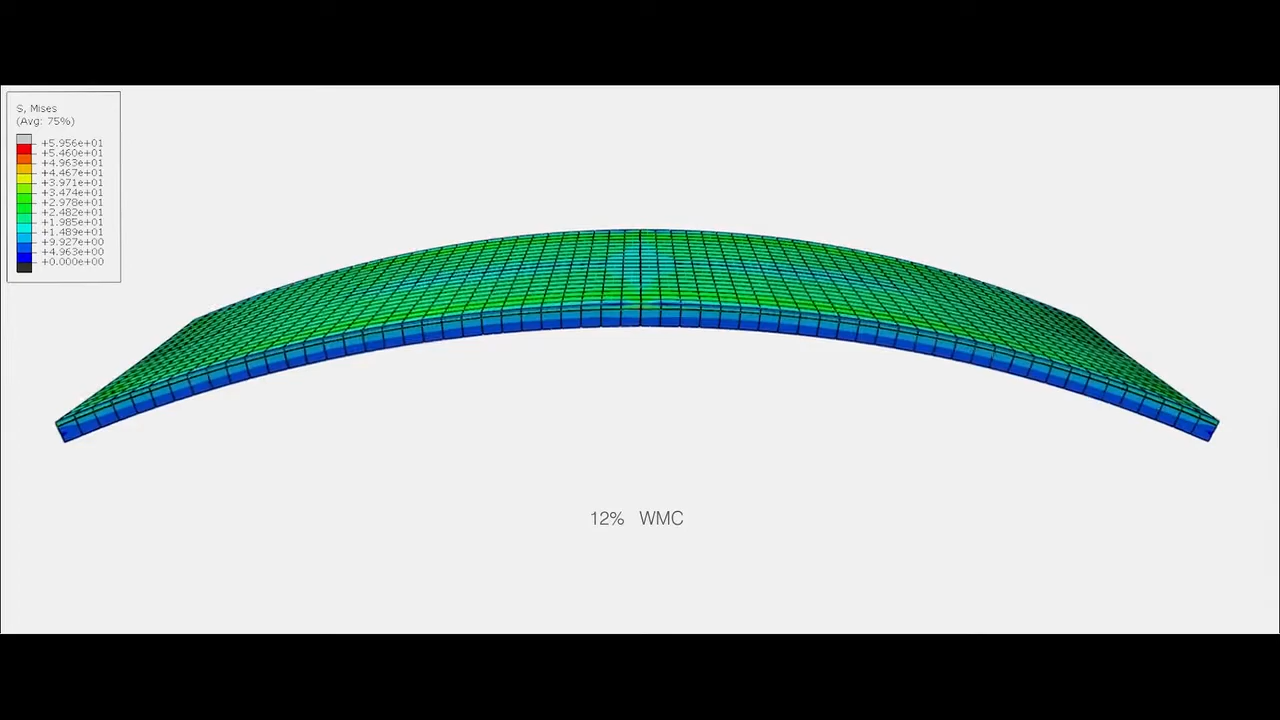 S, Mises
(Avg: 75%)
+5.956e+01
+5.460e+01
+4.963e+01
+4.467e+01
+3.971e+01
+3.474e+01
+2.978e+01
+2.482e+01
+1.985e+01
+1.489e+01
+9.927e+00
+4.963e+00
+0.000e+00
12% WMC